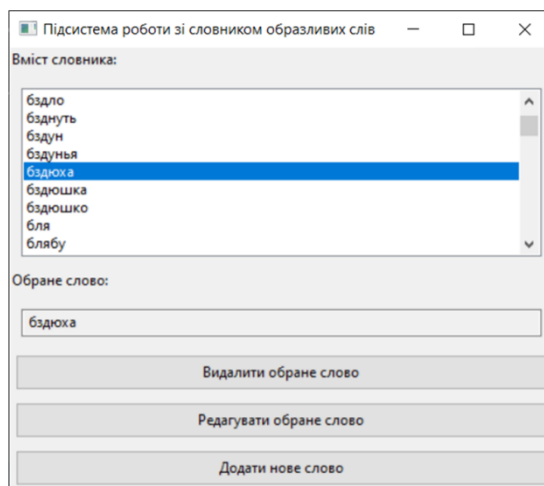 Підсистема роботи зі словником образливих слів
Вміст словника:
бздло
бзднуть
бздун
бздунья
бздюха
бздюшка
бздюшко
бля
блябу
Обране слово:
бздюха
Видалити обране слово
Редагувати обране слово
Додати нове слово